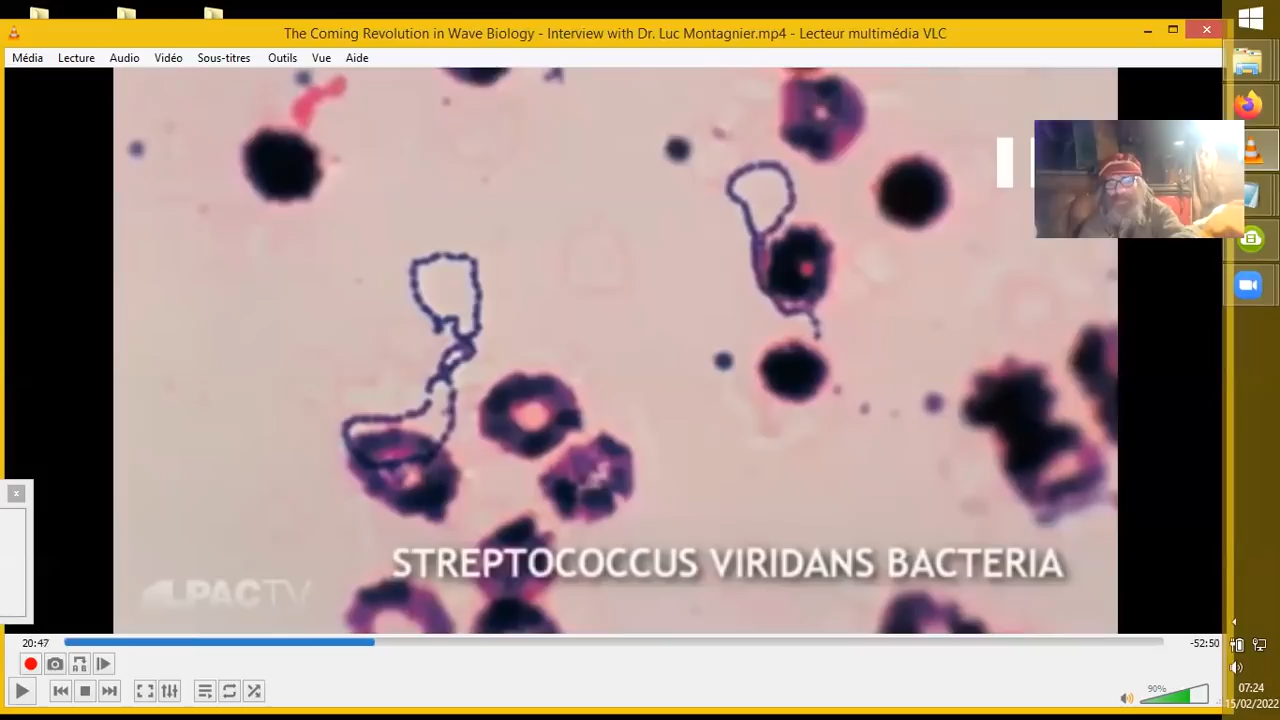 The Coming Revolution in Wave Biology - Interview with Dr. Luc Montagnier.mp4 - Lecteur multimédia VLC
Média Lecture Audio Vidéo Sous-titres Outils Vue Aide
STREPTOCOCCUS VIRIDANS BACTERIA
LPACTV
20:47
-52:50
90%
07:24
15/02/2022